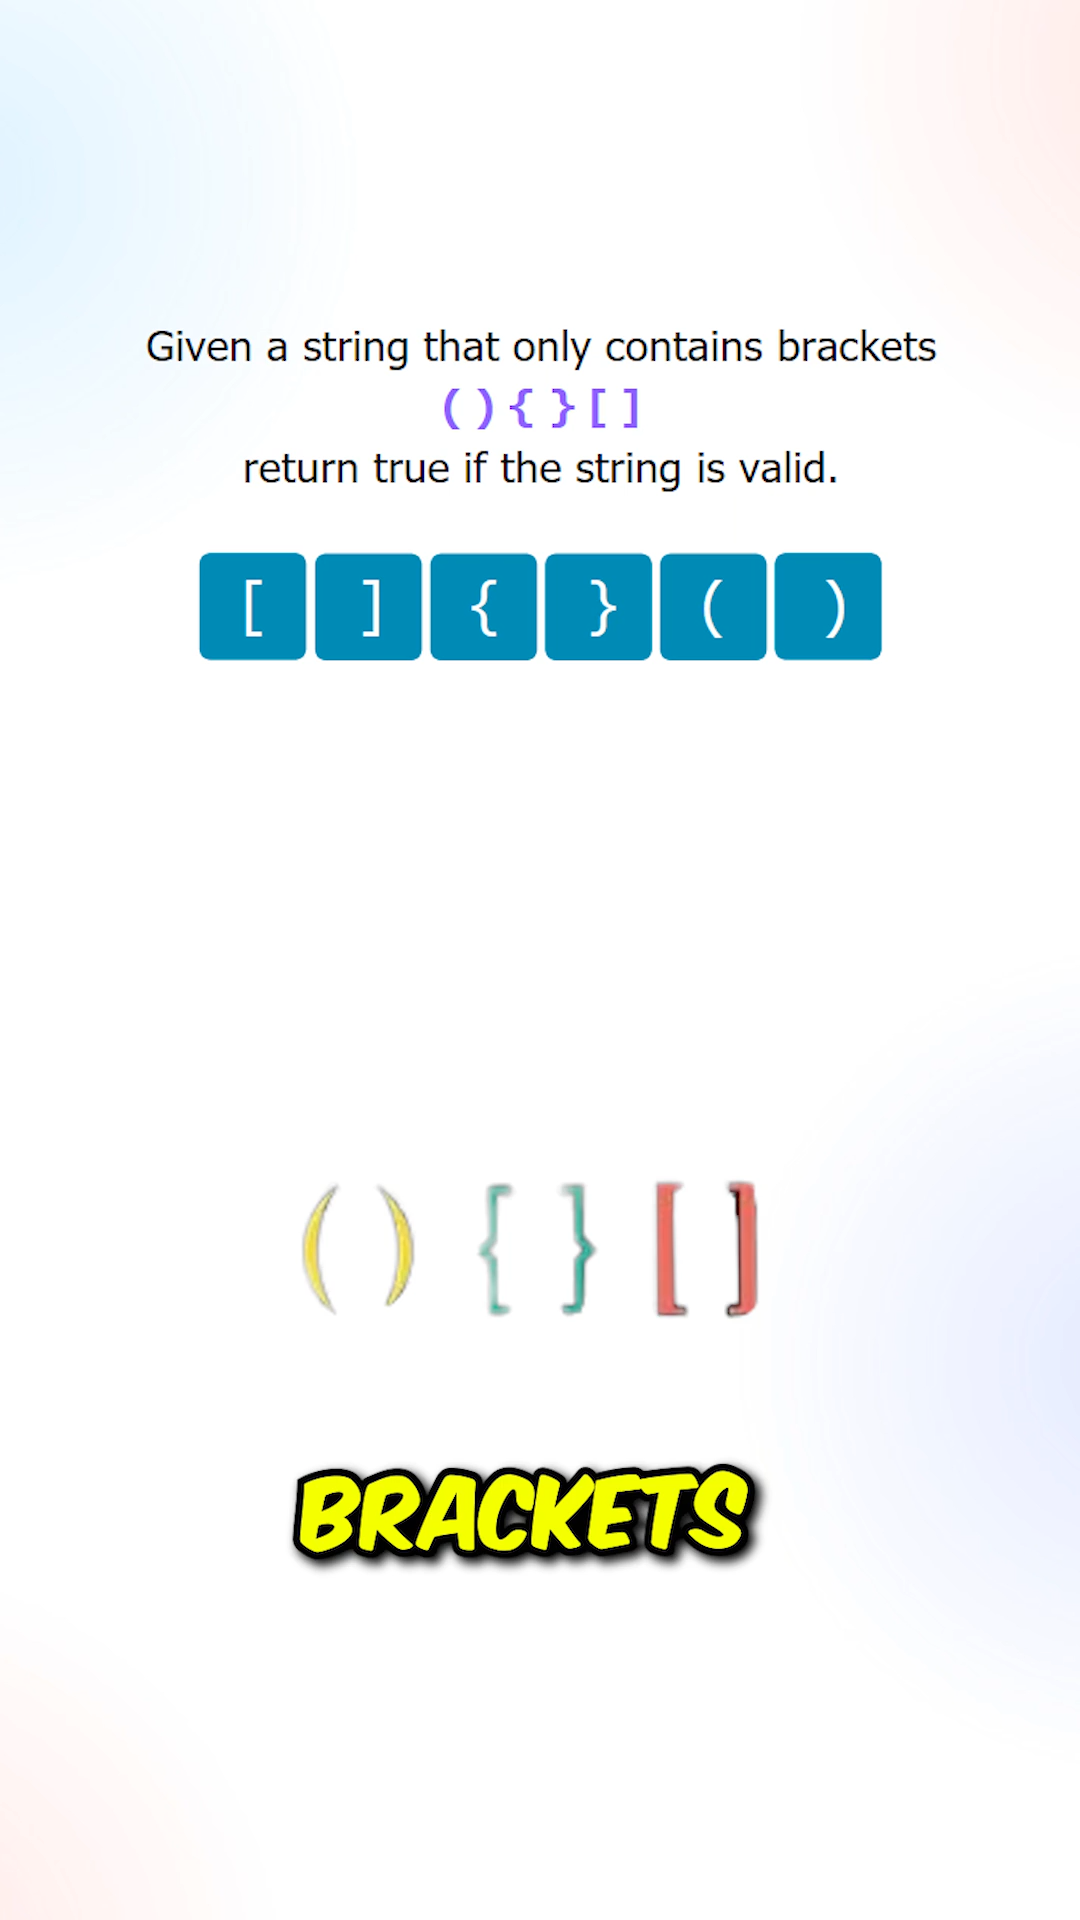 Given a string that only contains brackets
(){}[]
return true if the string is valid.
[ ] { } ( )
( ) { } [ ]
BRACKETS